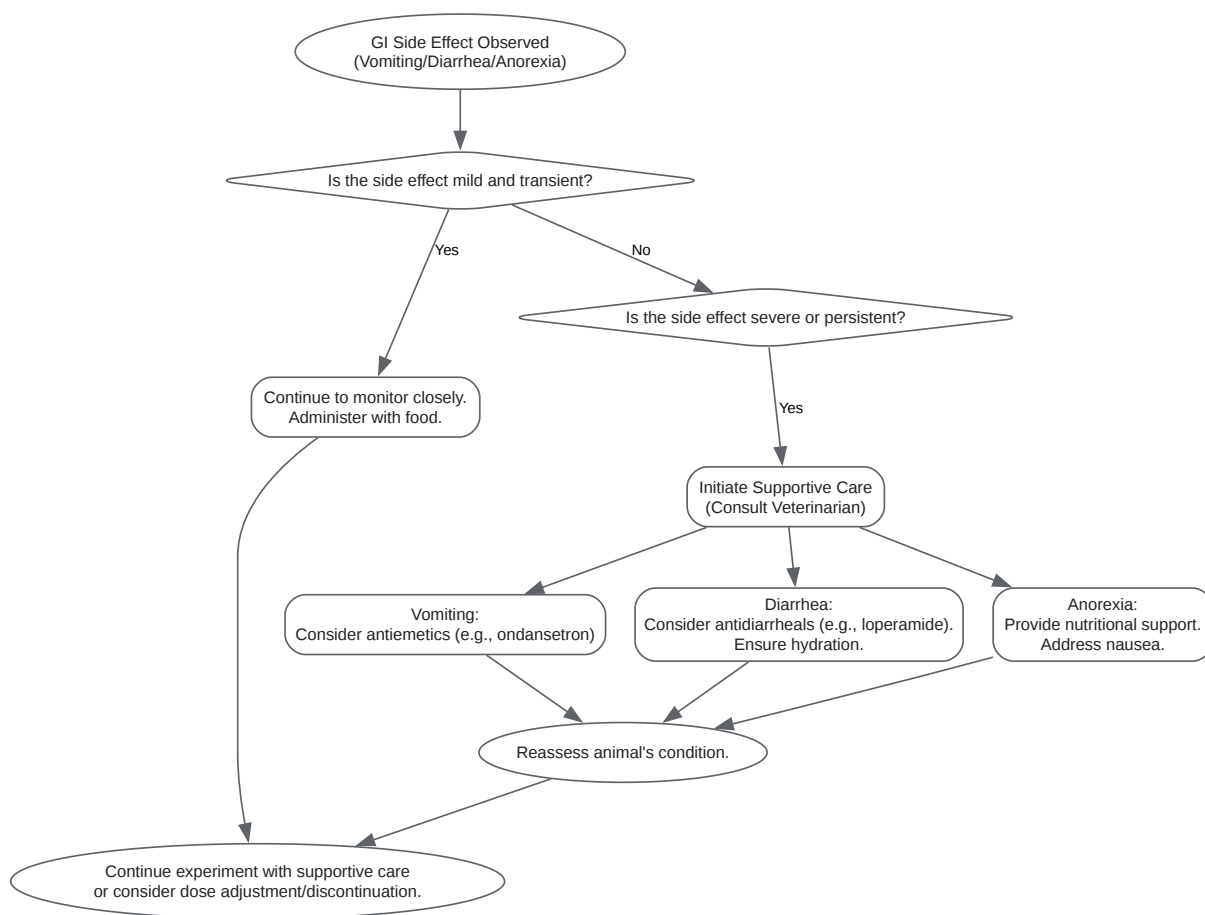 GI Side Effect Observed
(Vomiting/Diarrhea/Anorexia)
Is the side effect mild and transient?
Yes
No
Is the side effect severe or persistent?
Continue to monitor closely.
Administer with food.
Yes
Initiate Supportive Care
(Consult Veterinarian)
Vomiting:
Consider antiemetics (e.g., ondansetron)
Diarrhea:
Consider antidiarrheals (e.g., loperamide).
Ensure hydration.
Anorexia:
Provide nutritional support.
Address nausea.
Reassess animal's condition.
Continue experiment with supportive care
or consider dose adjustment/discontinuation.